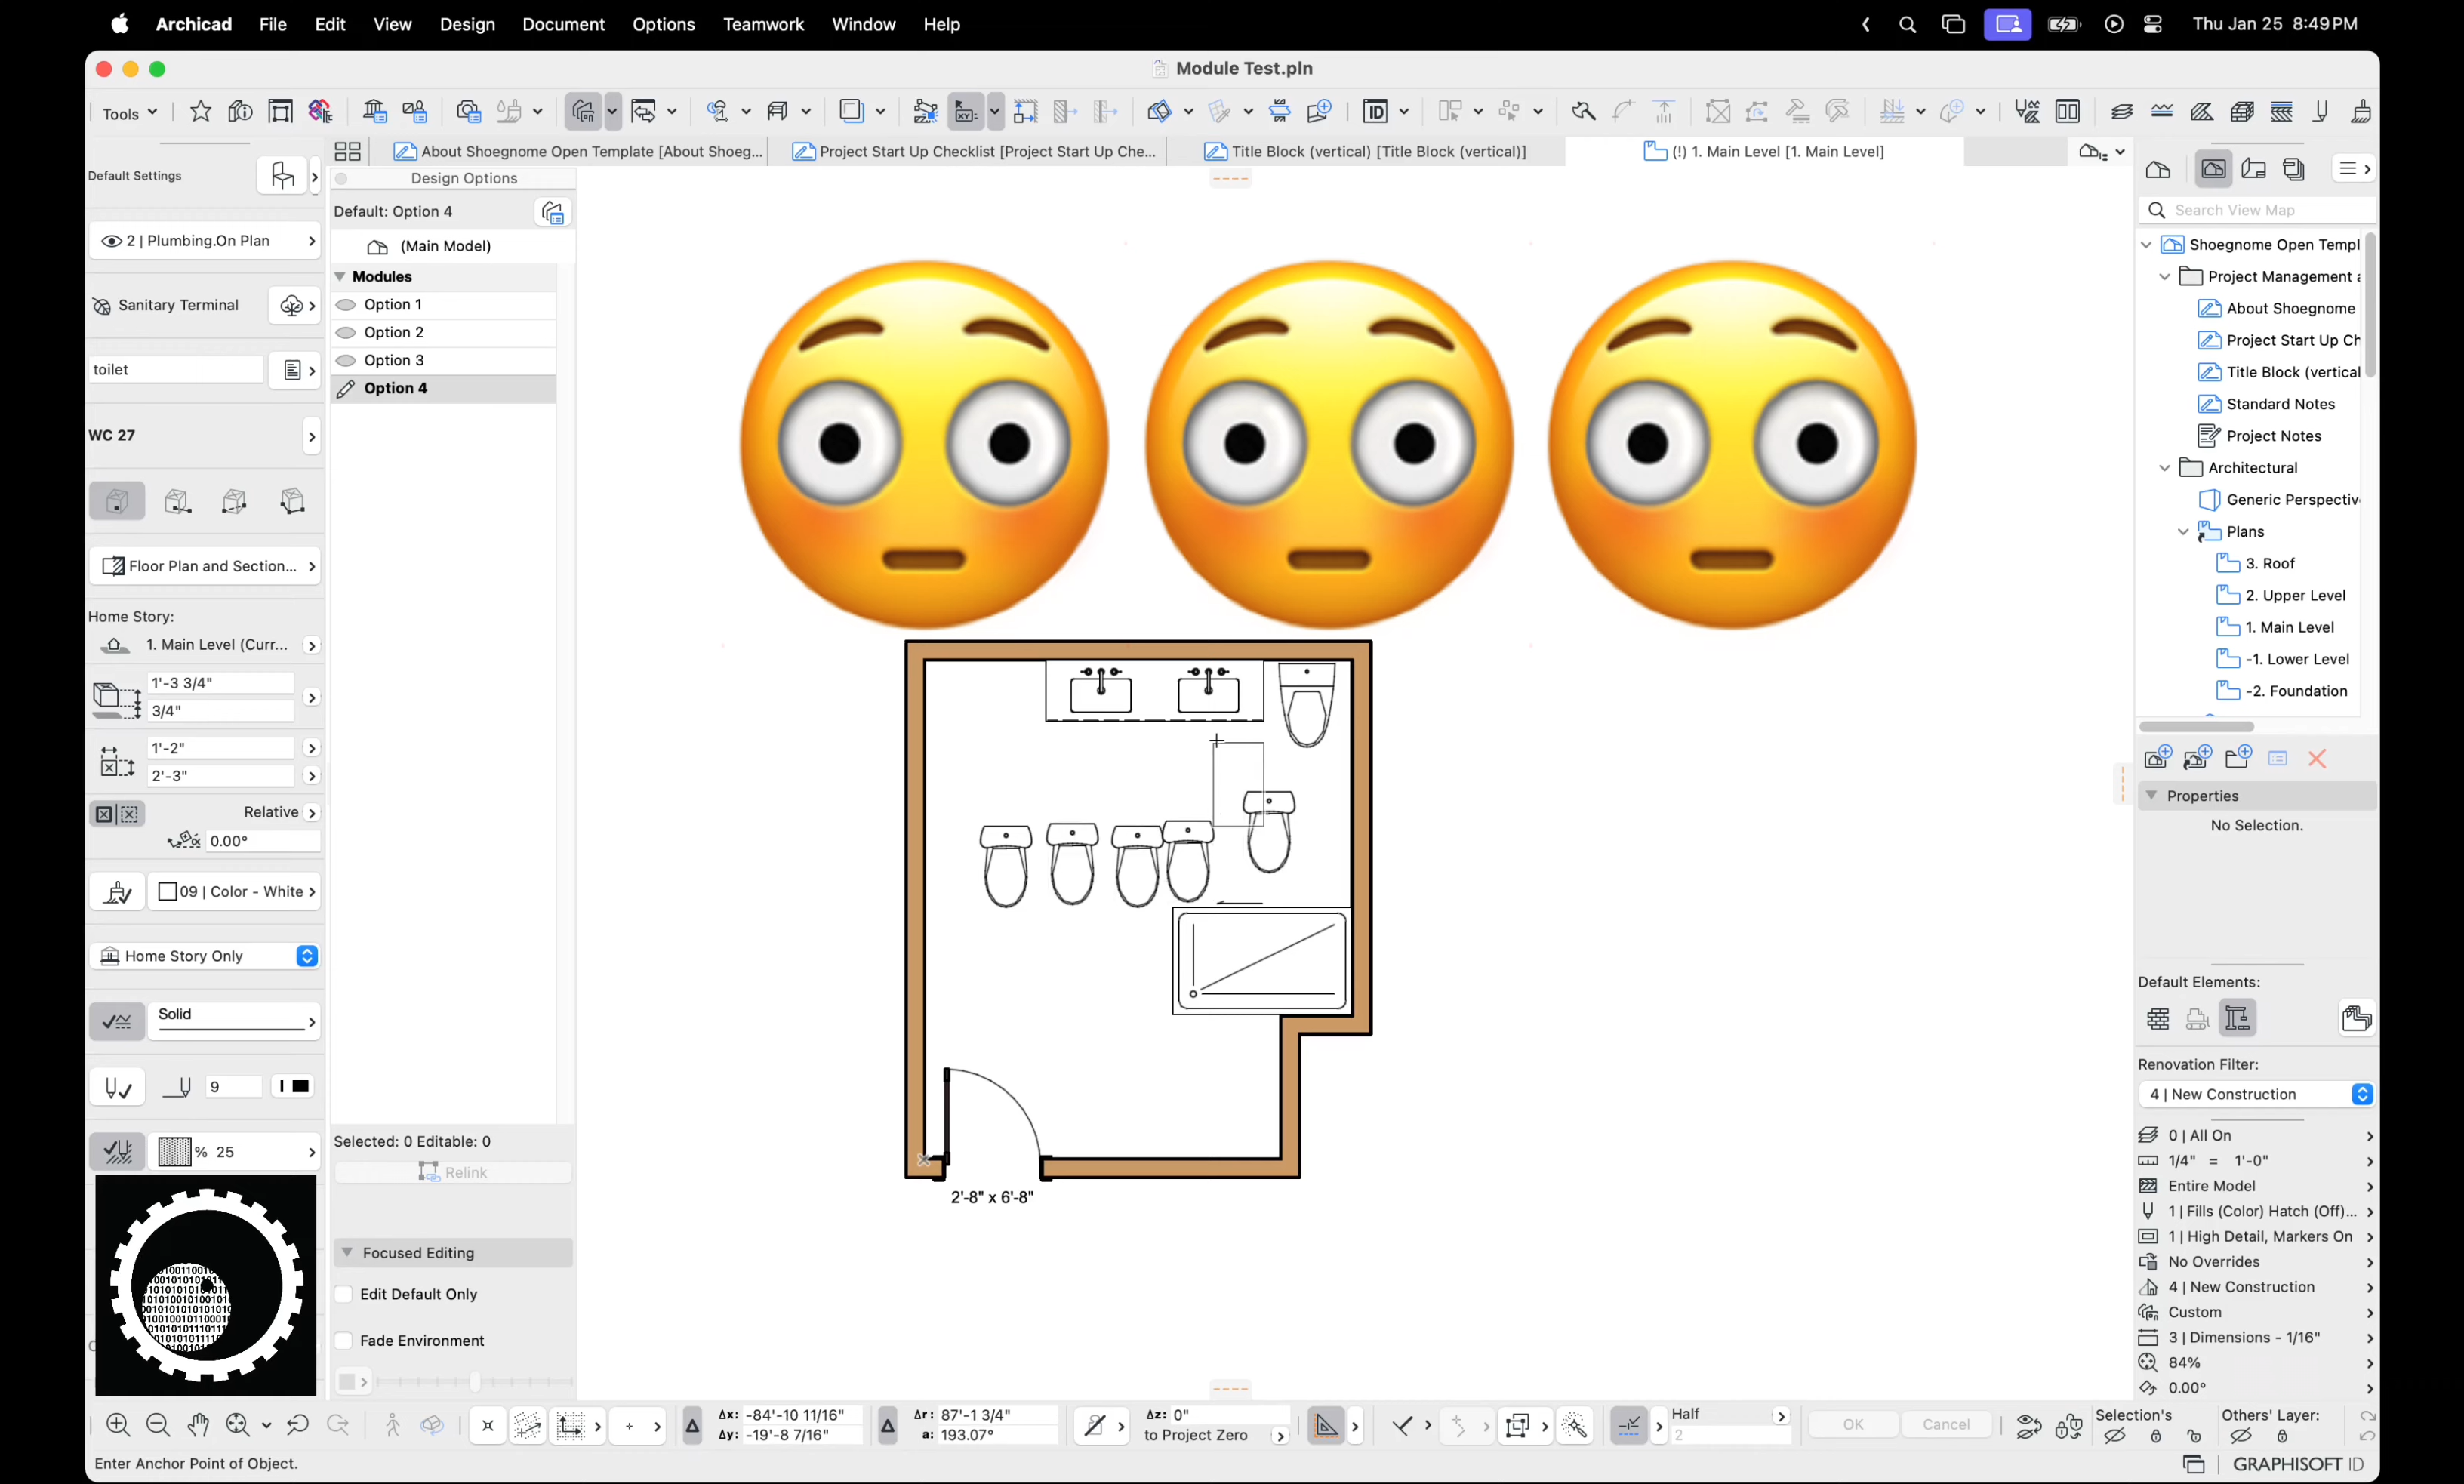 Archicad File Edit View Design Document Options Teamwork Window Help
Thu Jan 25 8:49 PM
Module Test.pln
Tools
ID
About Shoegnome Open Template [About Shoeg...
Project Start Up Checklist [Project Start Up Che...
Title Block (vertical) [Title Block (vertical)]
(!) 1. Main Level [1. Main Level]
Default Settings
2 | Plumbing.On Plan
Sanitary Terminal
toilet
WC 27
Floor Plan and Section...
Home Story:
1. Main Level (Curr...
1'-3 3/4"
3/4"
1'-2"
2'-3"
Relative
0.00°
09 | Color - White
Home Story Only
Solid
9
% 25
Design Options
Default: Option 4
(Main Model)
Modules
Option 1
Option 2
Option 3
Option 4
Selected: 0 Editable: 0
Relink
Focused Editing
Edit Default Only
Fade Environment
2'-8" x 6'-8"
Search View Map
Shoegnome Open Templ
Project Management a
About Shoegnome
Project Start Up Ch
Title Block (vertical
Standard Notes
Project Notes
Architectural
Generic Perspectiv
Plans
3. Roof
2. Upper Level
1. Main Level
-1. Lower Level
-2. Foundation
Properties
No Selection.
Default Elements:
Renovation Filter:
4 | New Construction
0 | All On
1/4" = 1'-0"
Entire Model
1 | Fills (Color) Hatch (Off)...
1 | High Detail, Markers On
No Overrides
4 | New Construction
Custom
3 | Dimensions - 1/16"
84%
0.00°
Δx: -84'-10 11/16"
Δy: -19'-8 7/16"
Δr: 87'-1 3/4"
a: 193.07°
Δz: 0"
to Project Zero
Half
2
OK
Cancel
Selection's
Others' Layer:
Enter Anchor Point of Object.
GRAPHISOFT ID